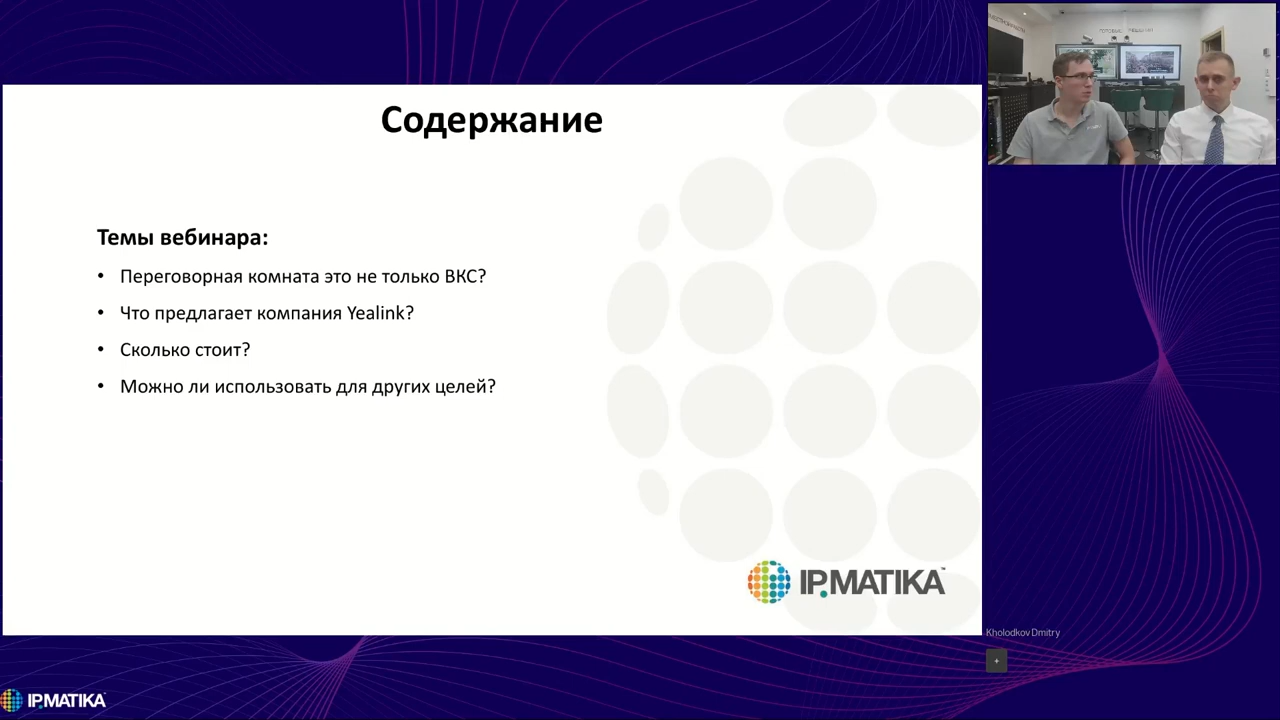 Содержание
Темы вебинара:
• Переговорная комната это не только ВКС?
• Что предлагает компания Yealink?
• Сколько стоит?
• Можно ли использовать для других целей?
IP.MATIKA™
Kholodkov Dmitry
+
IP.MATIKA